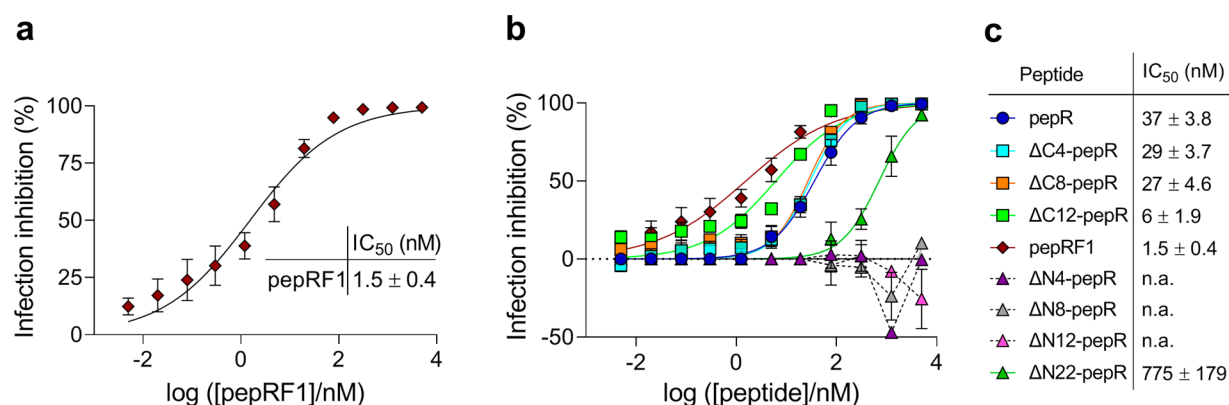 a
Infection inhibition (%)
100
75
50
25
0
-2
0
2
4
log ([pepRF1]/nM)
IC50 (nM)
pepRF1 1.5 ± 0.4
b
Infection inhibition (%)
100
50
0
-50
-2
0
2
4
log ([peptide]/nM)
c
Peptide IC50 (nM)
pepR 37 ± 3.8
ΔC4-pepR 29 ± 3.7
ΔC8-pepR 27 ± 4.6
ΔC12-pepR 6 ± 1.9
pepRF1 1.5 ± 0.4
ΔN4-pepR n.a.
ΔN8-pepR n.a.
ΔN12-pepR n.a.
ΔN22-pepR 775 ± 179